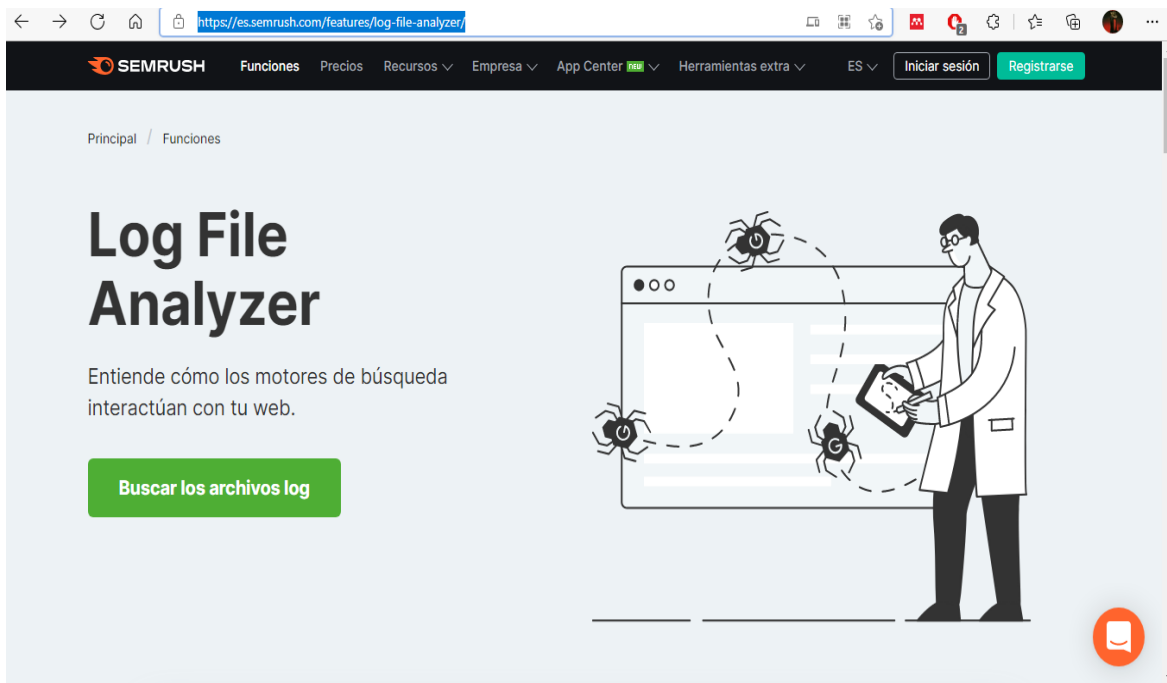 https://es.semrush.com/features/log-file-analyzer/
2
SEMRUSH Funciones Precios Recursos Empresa App Center NEW Herramientas extra ES Iniciar sesión Registrarse
Principal / Funciones
Log File
Analyzer
Entiende cómo los motores de búsqueda
interactúan con tu web.
Buscar los archivos log
G